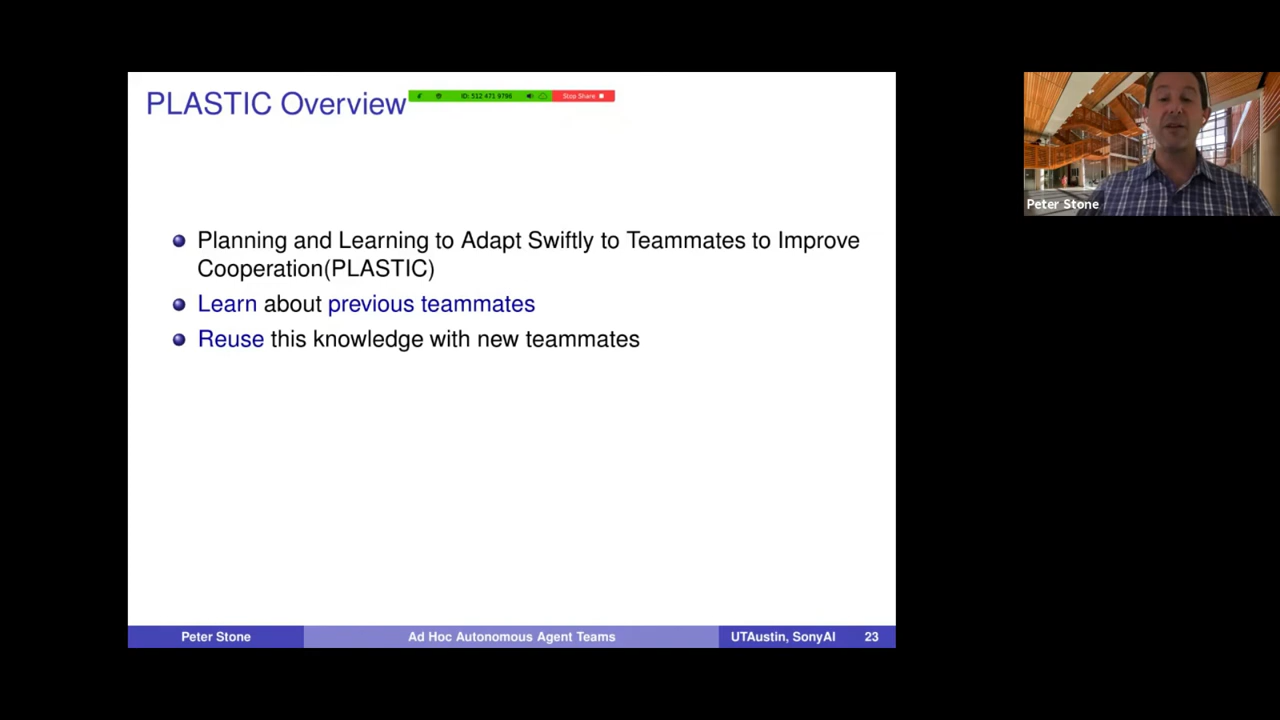 PLASTIC Overview
ID: 512 471 9796
Stop Share
Planning and Learning to Adapt Swiftly to Teammates to Improve
Cooperation(PLASTIC)
Learn about previous teammates
Reuse this knowledge with new teammates
Peter Stone
Ad Hoc Autonomous Agent Teams
UTAustin, SonyAI
23
Peter Stone